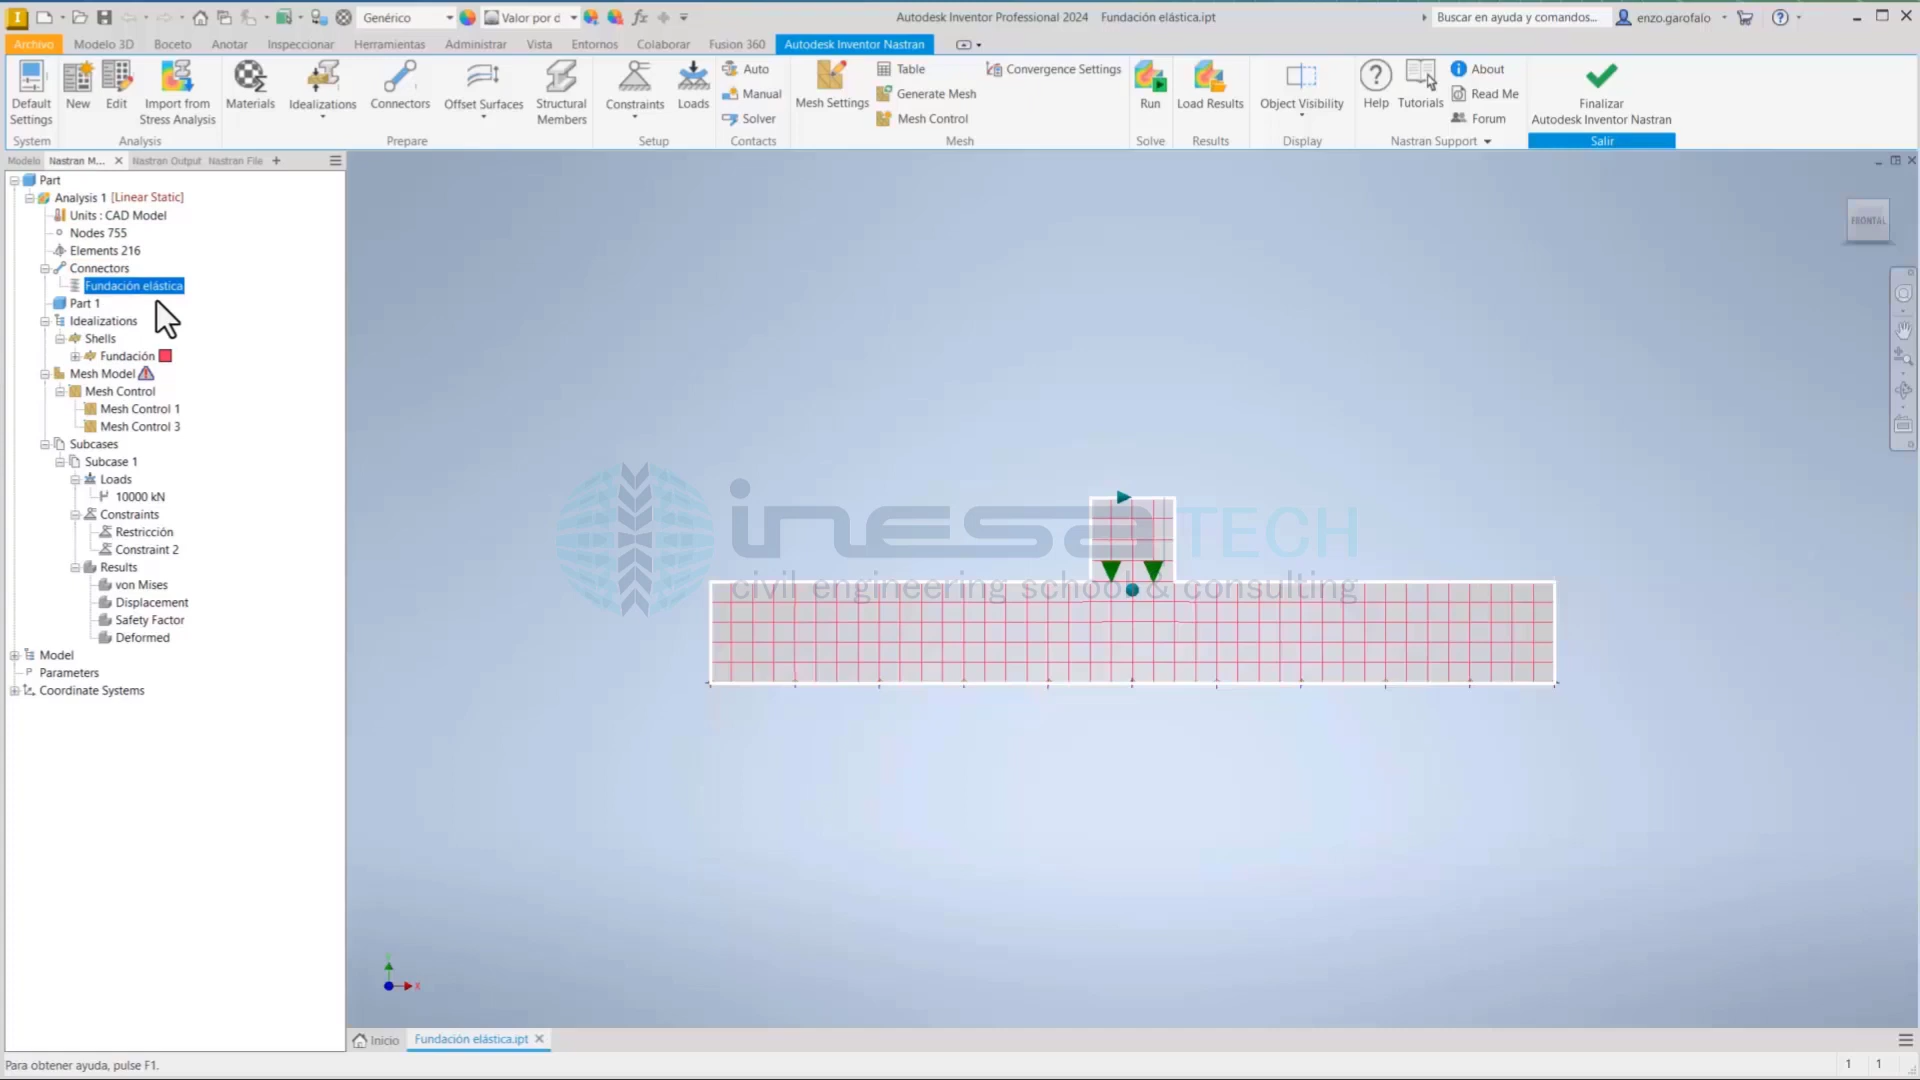 Genérico
Valor por d
Autodesk Inventor Professional 2024 Fundación elástica.ipt
Buscar en ayuda y comandos...
enzo.garofalo
Archivo Modelo 3D Boceto Anotar Inspeccionar Herramientas Administrar Vista Entornos Colaborar Fusion 360 Autodesk Inventor Nastran
Default Settings
New
Edit
Import from Stress Analysis
Materials
Idealizations
Connectors
Offset Surfaces
Structural Members
Constraints
Loads
Auto
Manual
Solver
Mesh Settings
Table
Generate Mesh
Mesh Control
Convergence Settings
Run
Load Results
Object Visibility
Help
Tutorials
About
Read Me
Forum
Finalizar
Autodesk Inventor Nastran
System Analysis Prepare Setup Contacts Mesh Solve Results Display Nastran Support Salir
Modelo Nastran M... Nastran Output Nastran File
Part
Analysis 1 [Linear Static]
Units : CAD Model
Nodes 755
Elements 216
Connectors
Fundación elástica
Part 1
Idealizations
Shells
Fundación
Mesh Model
Mesh Control
Mesh Control 1
Mesh Control 3
Subcases
Subcase 1
Loads
10000 kN
Constraints
Restricción
Constraint 2
Results
von Mises
Displacement
Safety Factor
Deformed
Model
Parameters
Coordinate Systems
FRONTAL
inesa TECH
civil engineering school & consulting
Y
X
Inicio
Fundación elástica.ipt
Para obtener ayuda, pulse F1.
1 1